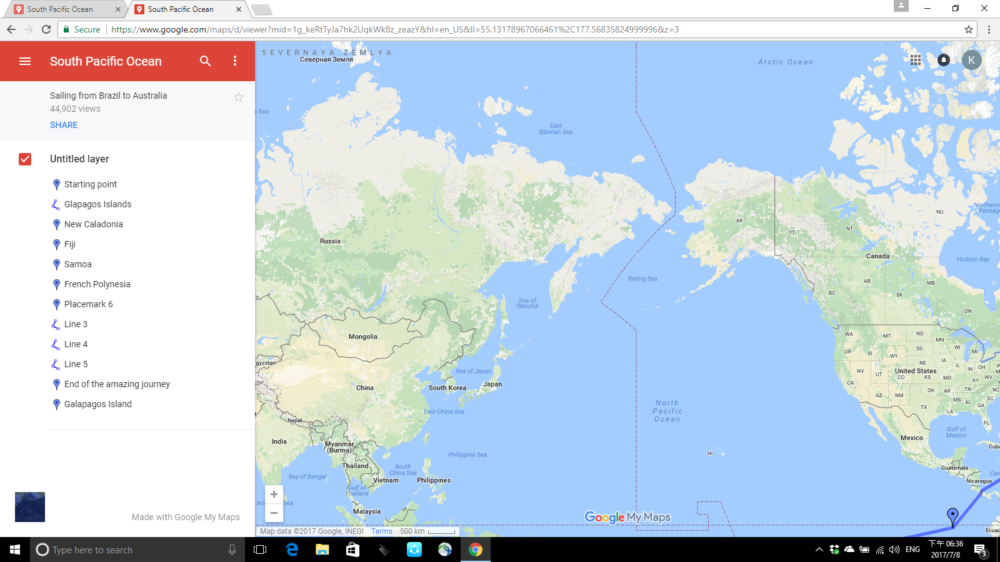 South Pacific Ocean
South Pacific Ocean
Secure
https://www.google.com/maps/d/viewer?mid=1g_keRtTyJa7hk2UqkWk8z_zeazY&hl=en_US&ll=55.13178967066461%2C177.56835824999996&z=3
South Pacific Ocean
Sailing from Brazil to Australia
44,902 views
SHARE
Untitled layer
Starting point
Glapagos Islands
New Caladonia
Fiji
Samoa
French Polynesia
Placemark 6
Line 3
Line 4
Line 5
End of the amazing journey
Galapagos Island
Made with Google My Maps
SEVERNAYA ZEMLYA
Северная Земля
Arctic Ocean
K
Sea
East
Siberian Sea
Northwes
Passag
NU
AK
YT
NT
Russia
Canada
Hudson Bay
Bering Sea
BC
AB
SK
MB
ON
Sea of
Okhotsk
Mongolia
WA
MT
ND
MN
OR
ID
WY
SD
WI
MI
gyzstan
NV
UT
CO
NE
IA
IL
IN
OH
United States
KS
MO
KY
WV
CA
AZ
NM
OK
AR
TN
NC
TX
LA
MS
AL
GA
SC
FL
Sea of Japan
Japan
South Korea
China
East China Sea
North
Pacific
Ocean
Nepal
India
Myanmar
(Burma)
Philippine Sea
HI
Mexico
Gulf of
Mexico
Cuba
Guatemala
Nicaragua
Car
Thailand
Bay of Bengal
South
China Sea
Vietnam
Philippines
Gulf of
Thailand
Malaysia
Lac
Sea
Ecuac
Google My Maps
Map data ©2017 Google, INEGI
Terms
500 km
Type here to search
ENG
下午 06:36
2017/7/8
3